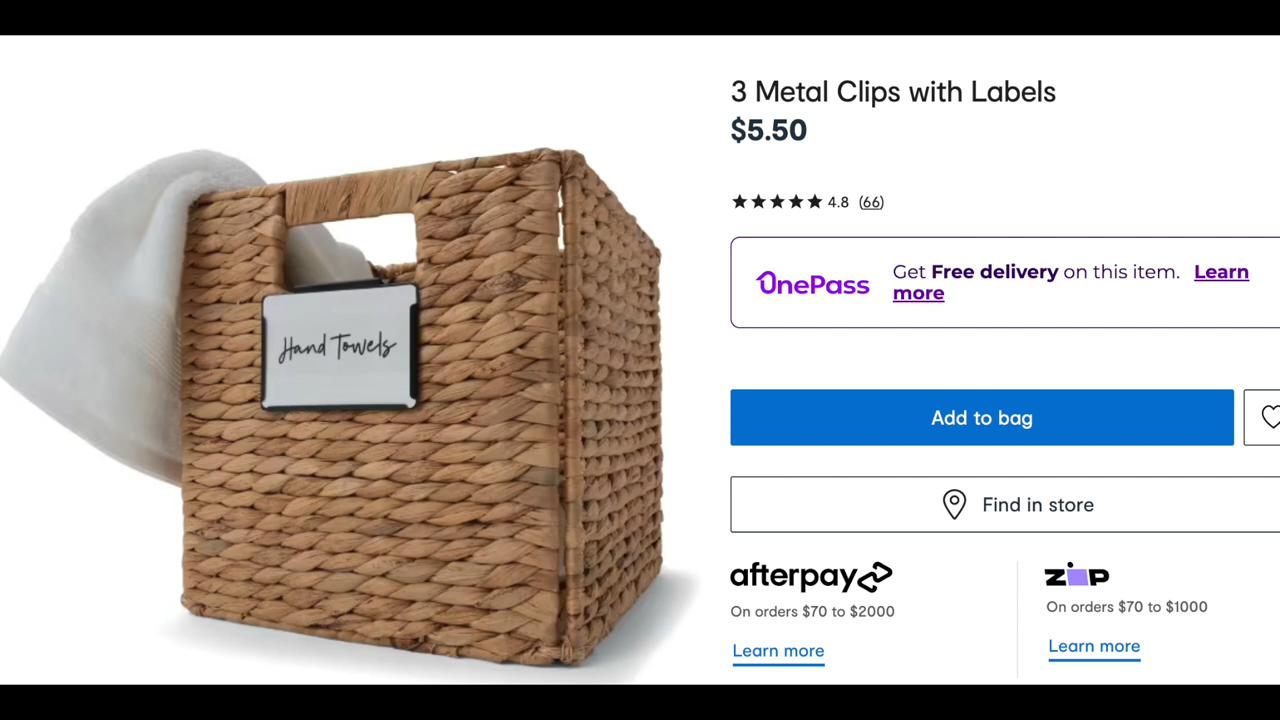 3 Metal Clips with Labels
$5.50
4.8 (66)
OnePass
Get Free delivery on this item. Learn
more
Hand Towels
Add to bag
Find in store
afterpay
zip
On orders $70 to $2000
On orders $70 to $1000
Learn more
Learn more